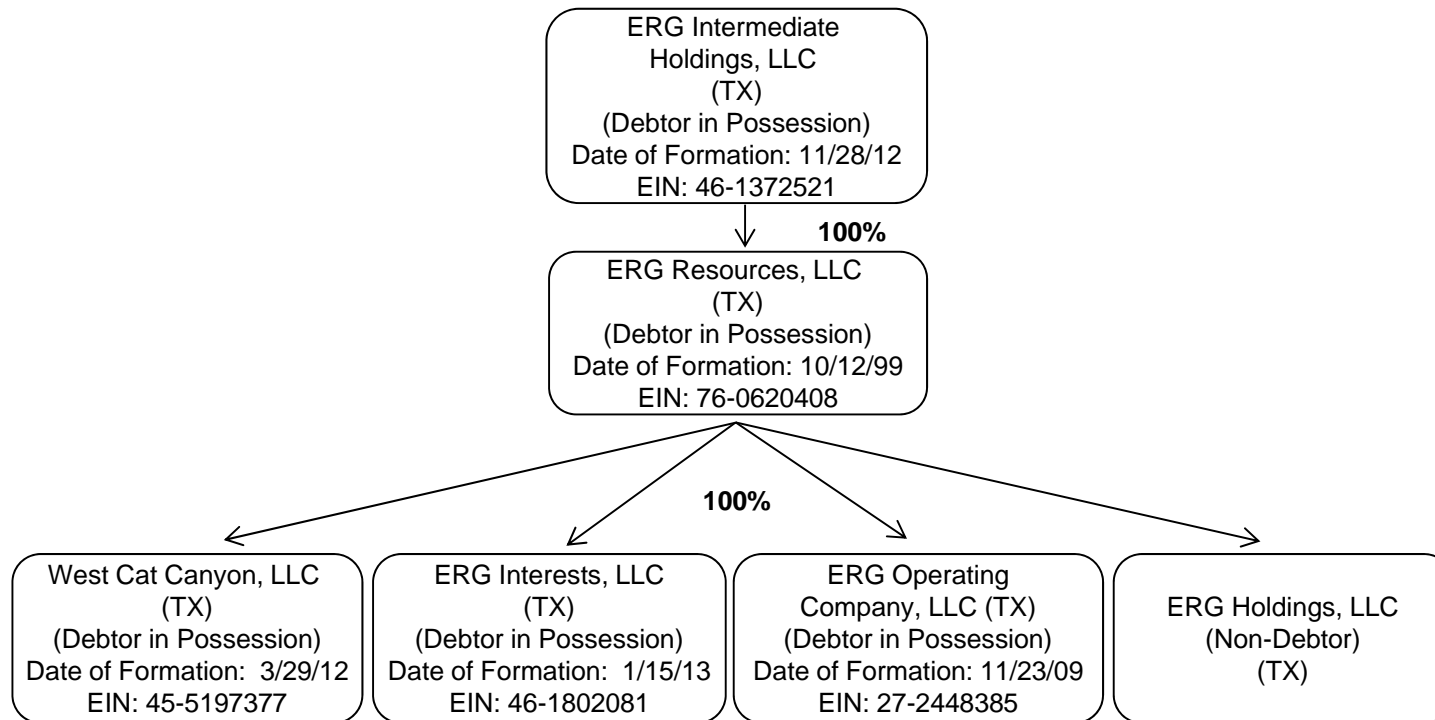 ERG Intermediate
Holdings, LLC
(TX)
(Debtor in Possession)
Date of Formation: 11/28/12
EIN: 46-1372521
100%
ERG Resources, LLC
(TX)
(Debtor in Possession)
Date of Formation: 10/12/99
EIN: 76-0620408
100%
West Cat Canyon, LLC
(TX)
(Debtor in Possession)
Date of Formation: 3/29/12
EIN: 45-5197377
ERG Interests, LLC
(TX)
(Debtor in Possession)
Date of Formation: 1/15/13
EIN: 46-1802081
ERG Operating
Company, LLC (TX)
(Debtor in Possession)
Date of Formation: 11/23/09
EIN: 27-2448385
ERG Holdings, LLC
(Non-Debtor)
(TX)